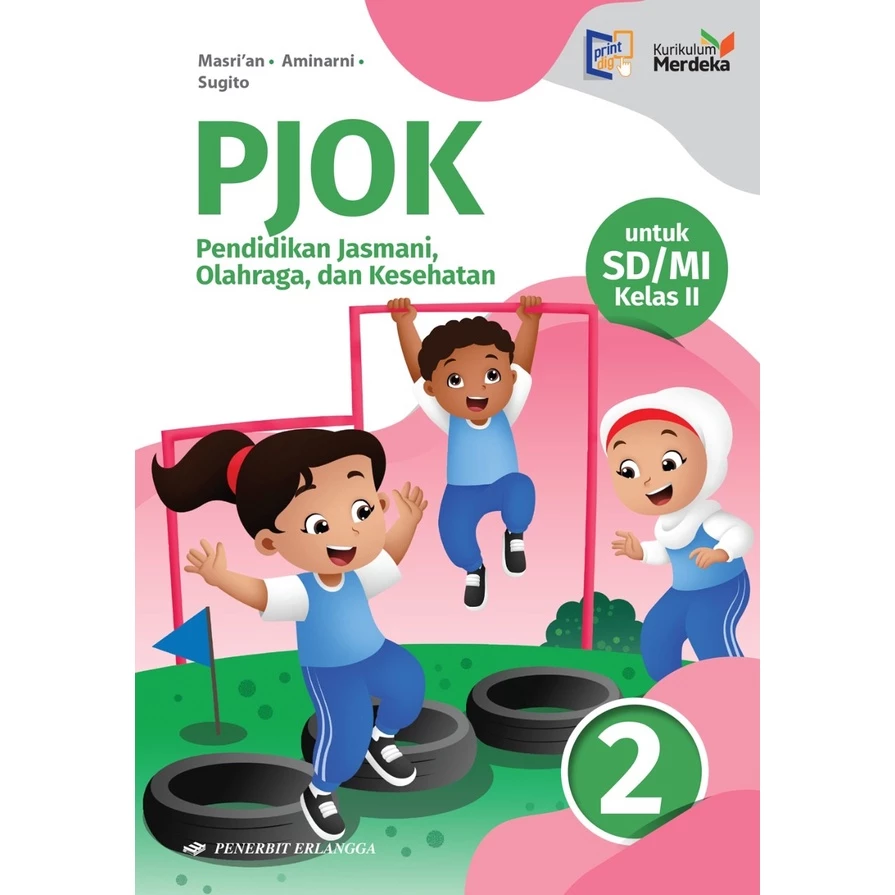 Masri'an • Aminarni •
Sugito
print
digi
Kurikulum
Merdeka
PJOK
Pendidikan Jasmani,
Olahraga, dan Kesehatan
untuk
SD/MI
Kelas II
2
PENERBIT ERLANGGA